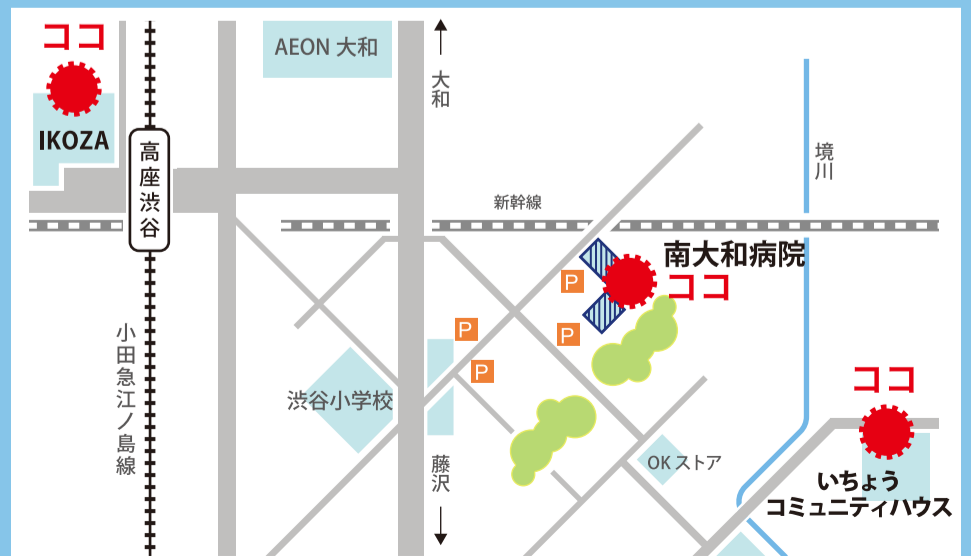 ココ
AEON 大和
大和
IKOZA
高座渋谷
境川
新幹線
南大和病院
P
ココ
P
P
P
小田急江ノ島線
渋谷小学校
ココ
藤沢
OK ストア
いちょう
コミュニティハウス